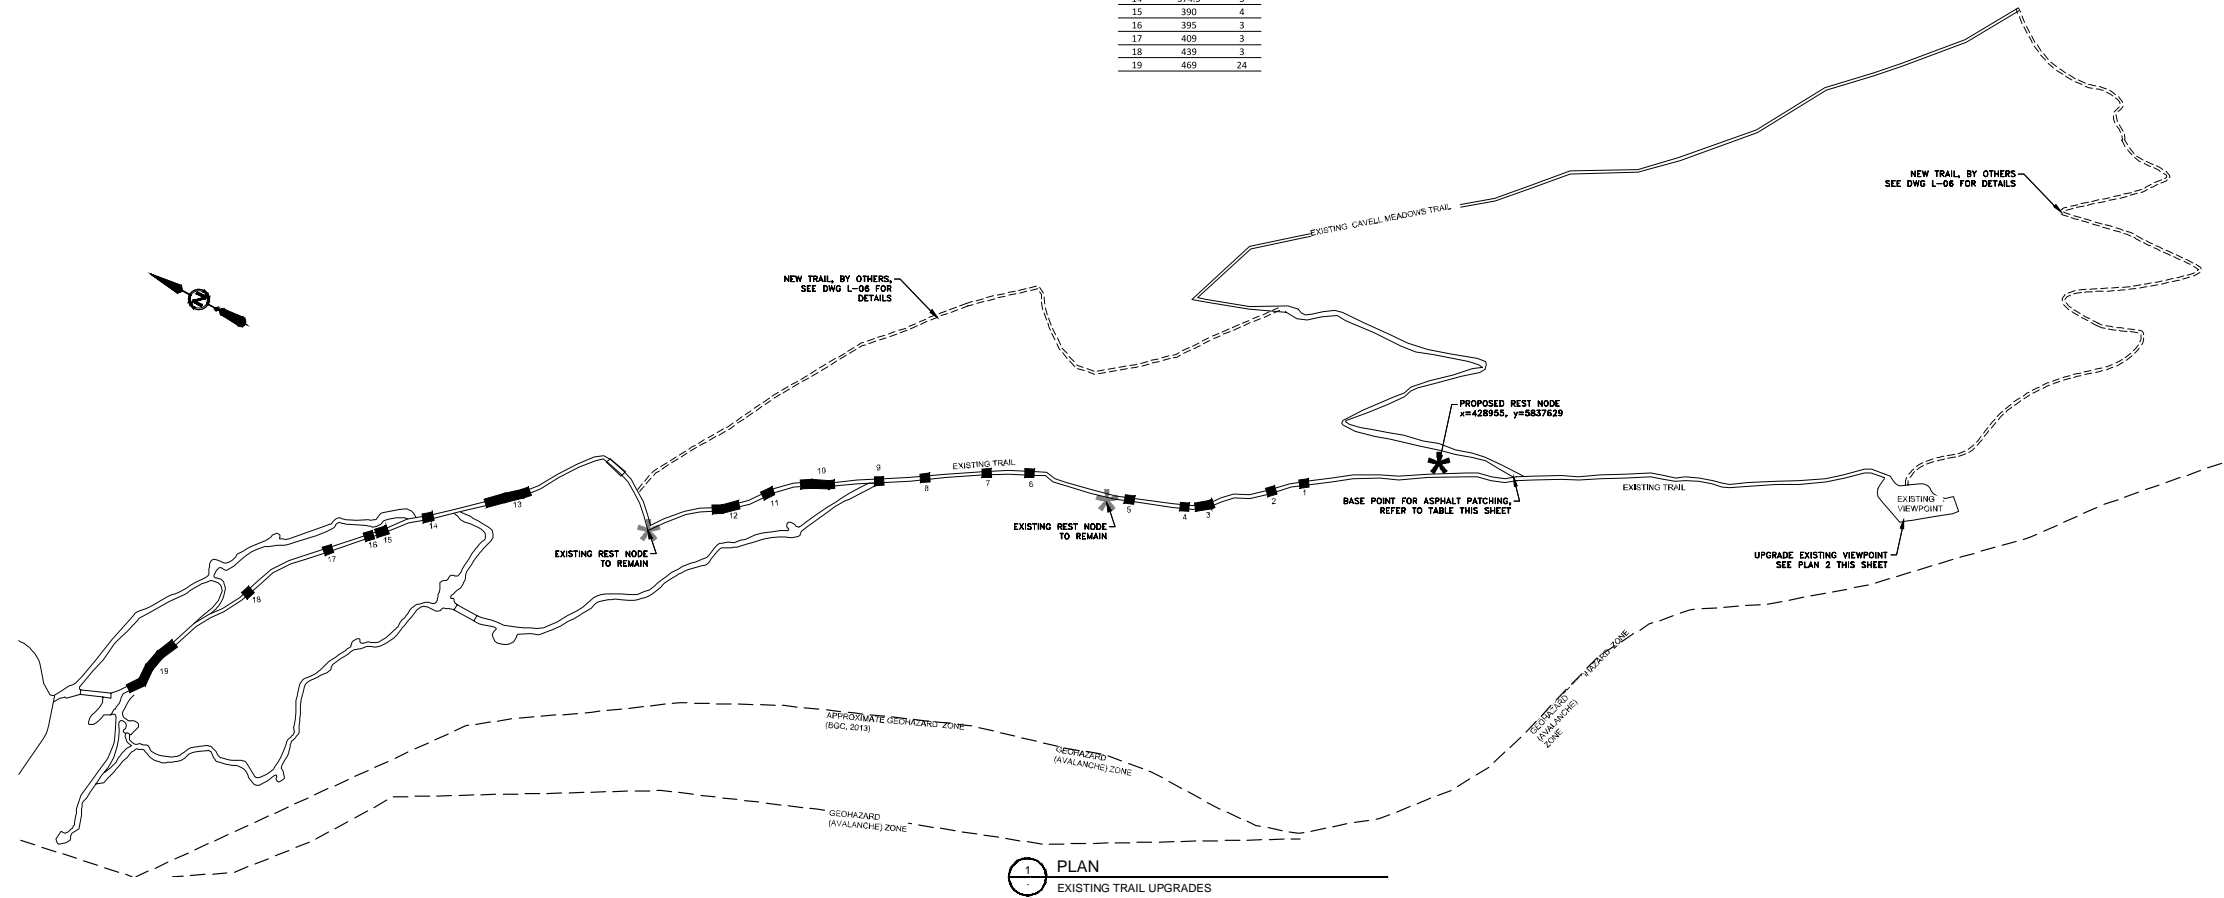 15 390 4
16 395 3
17 409 3
18 439 3
19 469 24
NEW TRAIL, BY OTHERS
SEE DWG L-06 FOR DETAILS
EXISTING CAVELL MEADOWS TRAIL
NEW TRAIL, BY OTHERS,
SEE DWG L-06 FOR
DETAILS
N
PROPOSED REST NODE
x=428955, y=5837629
EXISTING TRAIL
BASE POINT FOR ASPHALT PATCHING,
REFER TO TABLE THIS SHEET
EXISTING TRAIL
EXISTING
VIEWPOINT
EXISTING REST NODE
TO REMAIN
EXISTING REST NODE
TO REMAIN
UPGRADE EXISTING VIEWPOINT
SEE PLAN 2 THIS SHEET
19
18
17
16
15
14
13
12
11
10
9
8
7
6
5
4
3
2
1
HAZARD ZONE
GEOHAZARD
(AVALANCHE)
ZONE
APPROXIMATE GEOHAZARD ZONE
(BGC, 2013)
GEOHAZARD
(AVALANCHE) ZONE
GEOHAZARD
(AVALANCHE) ZONE
1
-
PLAN
EXISTING TRAIL UPGRADES